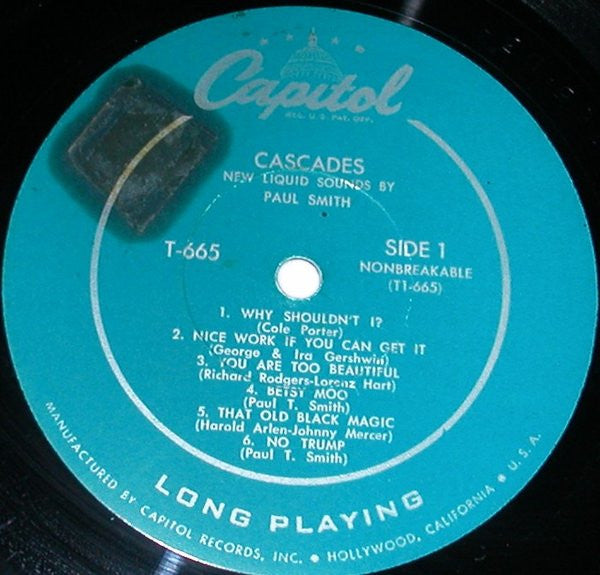 Capitol
REG. U.S. PAT. OFF.
CASCADES
NEW LIQUID SOUNDS BY
PAUL SMITH
T-665
SIDE 1
NONBREAKABLE
(T1-665)
1. WHY SHOULDN'T I?
(Cole Porter)
2. NICE WORK IF YOU CAN GET IT
(George & Ira Gershwin)
3. YOU ARE TOO BEAUTIFUL
(Richard Rodgers-Lorenz Hart)
4. BETSY MOO
(Paul T. Smith)
5. THAT OLD BLACK MAGIC
(Harold Arlen-Johnny Mercer)
6. NO TRUMP
(Paul T. Smith)
LONG PLAYING
MANUFACTURED BY CAPITOL RECORDS, INC. • HOLLYWOOD, CALIFORNIA • U.S.A.